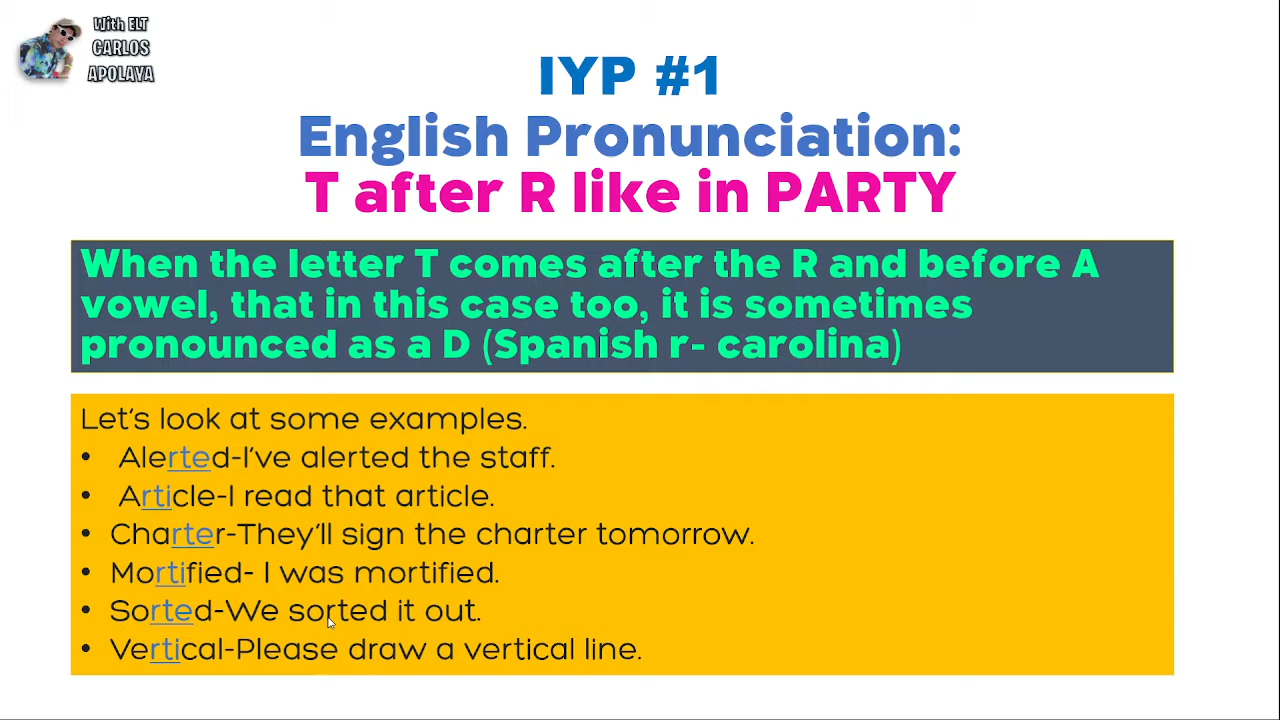 With ELT
CARLOS
APOLAYA
IYP #1
English Pronunciation:
T after R like in PARTY
When the letter T comes after the R and before A
vowel, that in this case too, it is sometimes
pronounced as a D (Spanish r- carolina)
Let's look at some examples.
• Alerted-I've alerted the staff.
• Article-I read that article.
• Charter-They'll sign the charter tomorrow.
• Mortified- I was mortified.
• Sorted-We sorted it out.
• Vertical-Please draw a vertical line.